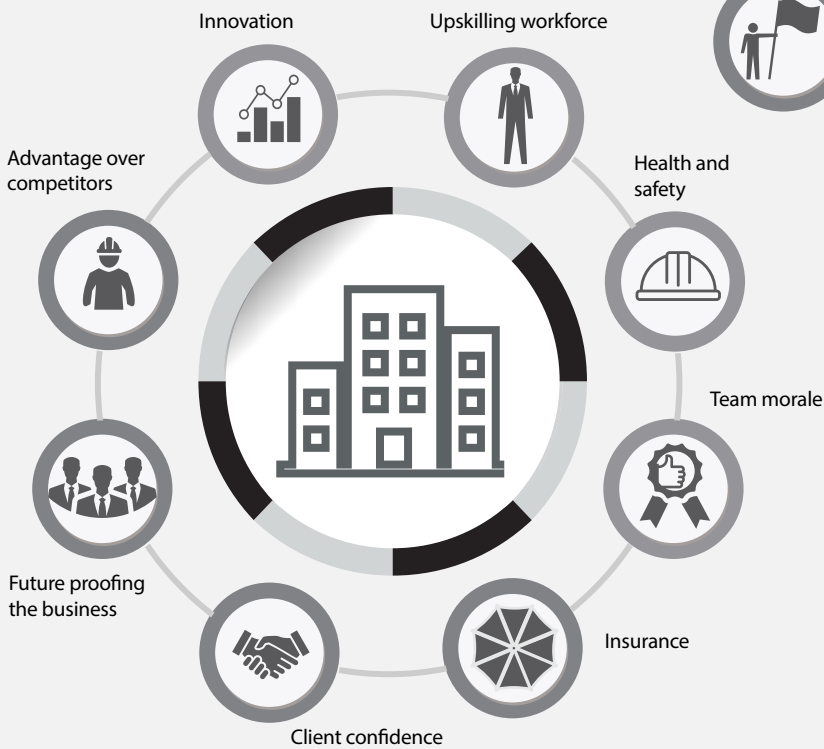 Innovation
Upskilling workforce
Advantage over
competitors
Health and
safety
Team morale
Future proofing
the business
Insurance
Client confidence